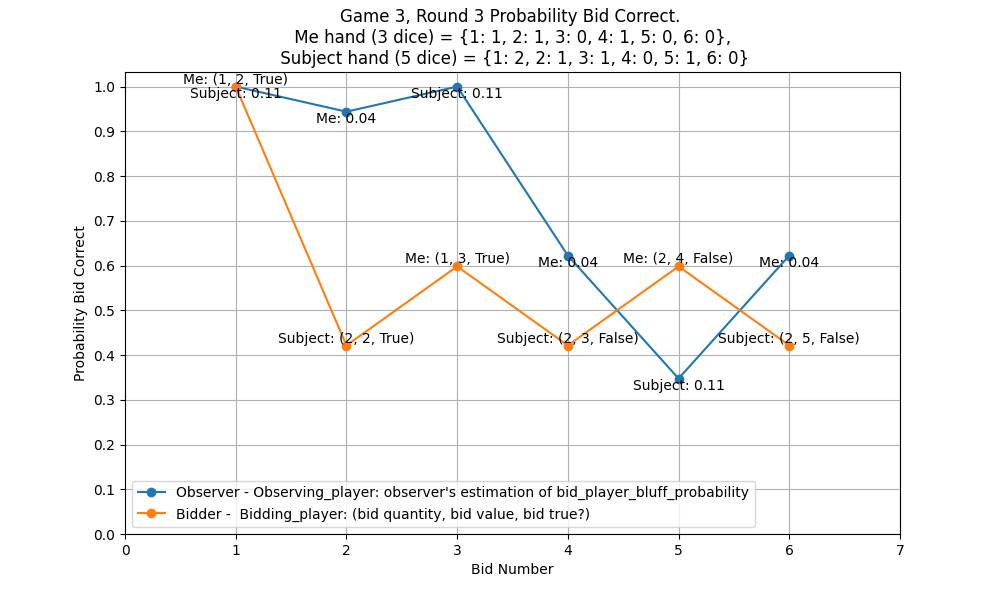 Game 3, Round 3 Probability Bid Correct.
Me hand (3 dice) = {1: 1, 2: 1, 3: 0, 4: 1, 5: 0, 6: 0},
Subject hand (5 dice) = {1: 2, 2: 1, 3: 1, 4: 0, 5: 1, 6: 0}
1.0
0.9
0.8
0.7
0.6
0.5
0.4
0.3
0.2
0.1
0.0
Probability Bid Correct
Me: (1, 2, True)
Subject: 0.11
Me: 0.04
Subject: 0.11
Me: (1, 3, True)
Me: 0.04
Me: (2, 4, False)
Me: 0.04
Subject: (2, 2, True)
Subject: (2, 3, False)
Subject: (2, 5, False)
Subject: 0.11
Observer - Observing_player: observer's estimation of bid_player_bluff_probability
Bidder -  Bidding_player: (bid quantity, bid value, bid true?)
0 1 2 3 4 5 6 7
Bid Number